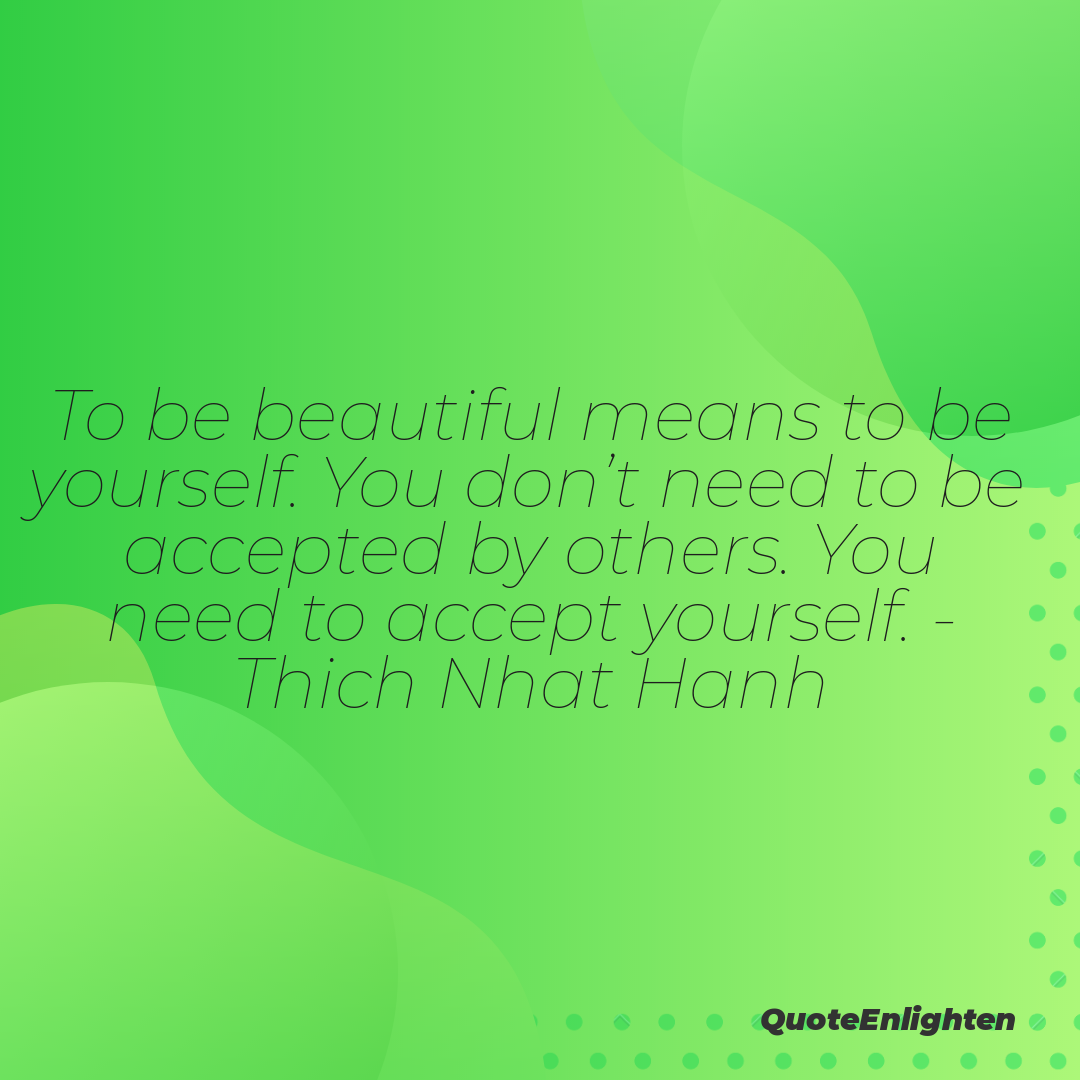 To be beautiful means to be
yourself. You don’t need to be
accepted by others. You
need to accept yourself. -
Thich Nhat Hanh
QuoteEnlighten